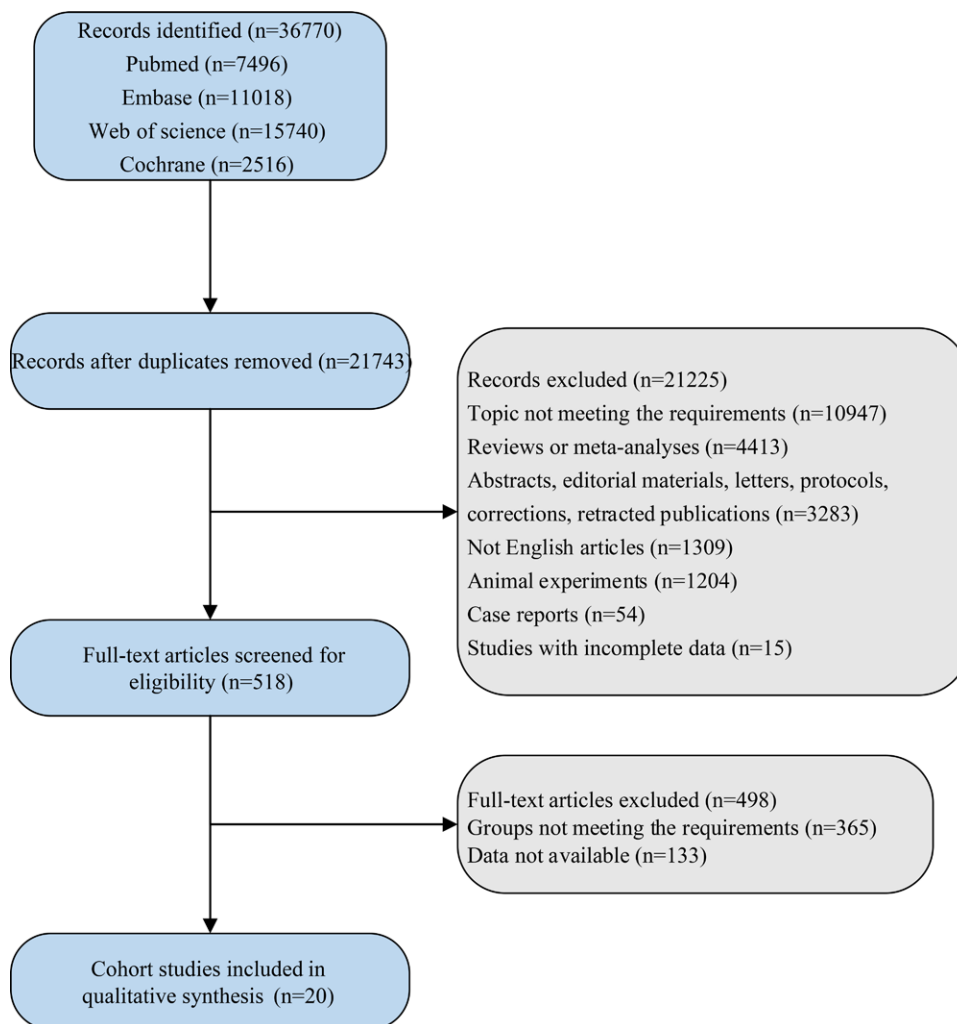 Records identified (n=36770)
Pubmed (n=7496)
Embase (n=11018)
Web of science (n=15740)
Cochrane (n=2516)
Records after duplicates removed (n=21743)
Records excluded (n=21225)
Topic not meeting the requirements (n=10947)
Reviews or meta-analyses (n=4413)
Abstracts, editorial materials, letters, protocols,
corrections, retracted publications (n=3283)
Not English articles (n=1309)
Animal experiments (n=1204)
Case reports (n=54)
Studies with incomplete data (n=15)
Full-text articles screened for
eligibility (n=518)
Full-text articles excluded (n=498)
Groups not meeting the requirements (n=365)
Data not available (n=133)
Cohort studies included in
qualitative synthesis (n=20)